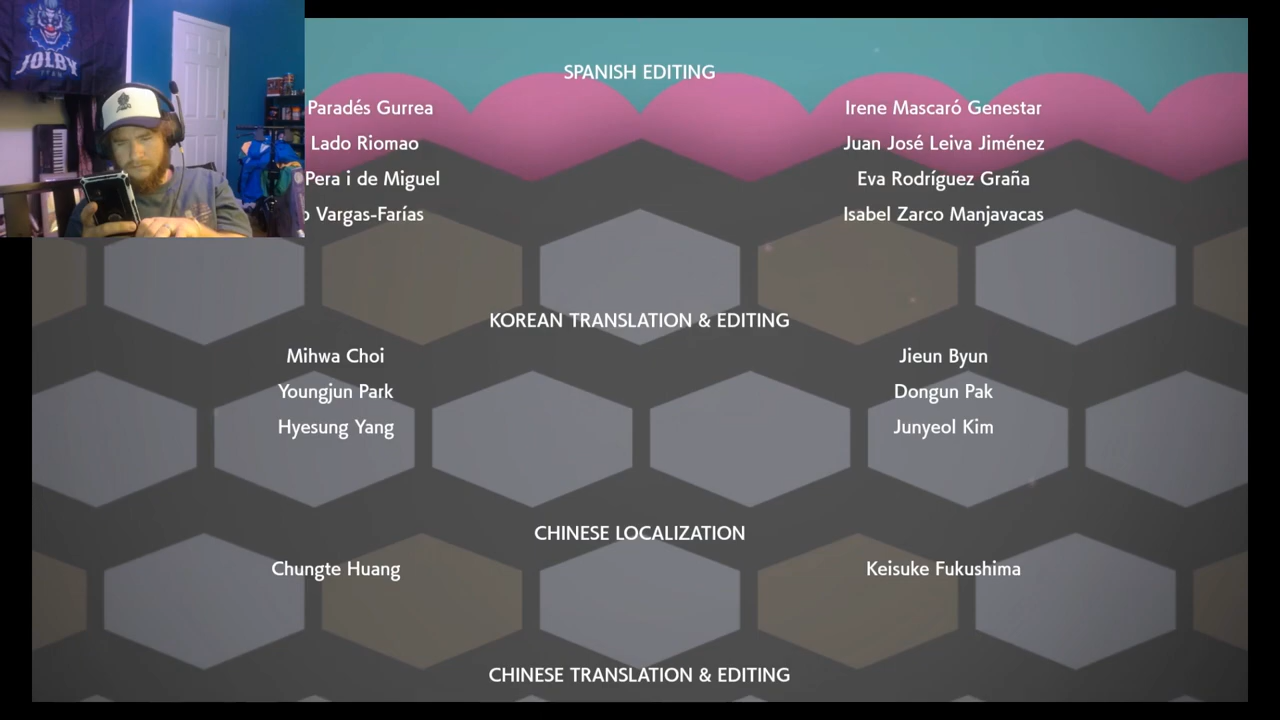 JOLBY
TEAM
SPANISH EDITING
Paradés Gurrea Irene Mascaró Genestar
Lado Riomao Juan José Leiva Jiménez
Pera i de Miguel Eva Rodríguez Graña
Vargas-Farías Isabel Zarco Manjavacas
KOREAN TRANSLATION & EDITING
Mihwa Choi Jieun Byun
Youngjun Park Dongun Pak
Hyesung Yang Junyeol Kim
CHINESE LOCALIZATION
Chungte Huang Keisuke Fukushima
CHINESE TRANSLATION & EDITING